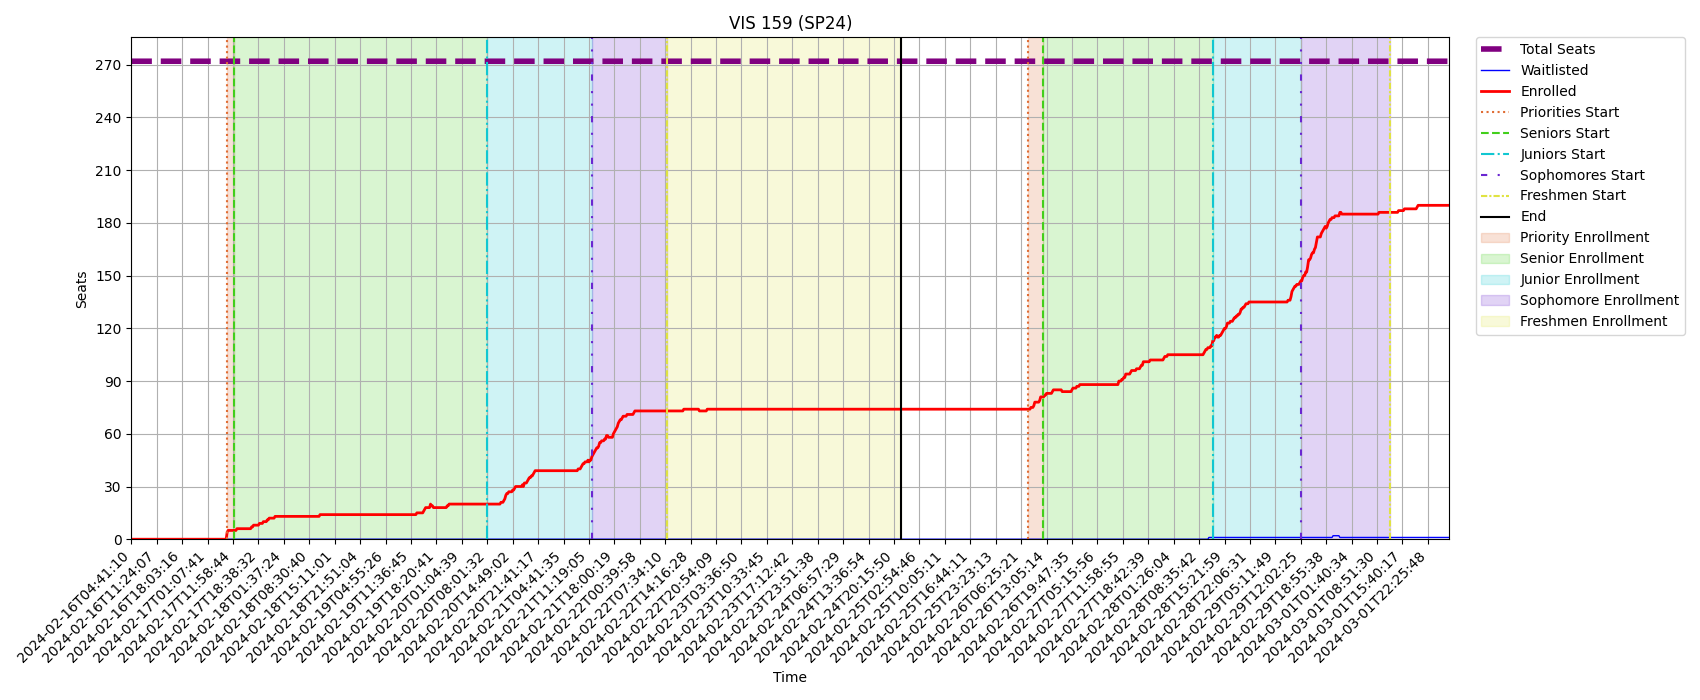 VIS 159 (SP24)
Seats
270
240
210
180
150
120
90
60
30
0
2024-02-16T04:41:10
2024-02-16T11:24:07
2024-02-16T18:03:16
2024-02-17T01:07:41
2024-02-17T11:58:44
2024-02-17T18:38:32
2024-02-18T01:37:24
2024-02-18T08:30:40
2024-02-18T15:11:01
2024-02-18T21:51:04
2024-02-19T04:55:26
2024-02-19T11:36:45
2024-02-19T18:20:41
2024-02-20T01:04:39
2024-02-20T08:01:32
2024-02-20T14:49:02
2024-02-20T21:41:17
2024-02-21T04:41:35
2024-02-21T11:19:05
2024-02-21T18:00:19
2024-02-22T00:39:58
2024-02-22T07:34:10
2024-02-22T14:16:28
2024-02-22T20:54:09
2024-02-23T03:36:50
2024-02-23T10:33:45
2024-02-23T17:12:42
2024-02-23T23:51:38
2024-02-24T06:57:29
2024-02-24T13:36:54
2024-02-24T20:15:50
2024-02-25T02:54:46
2024-02-25T10:05:11
2024-02-25T16:44:11
2024-02-25T23:23:13
2024-02-26T06:25:21
2024-02-26T13:05:14
2024-02-26T19:47:35
2024-02-27T05:15:56
2024-02-27T11:58:55
2024-02-27T18:42:39
2024-02-28T01:26:04
2024-02-28T08:35:42
2024-02-28T15:21:59
2024-02-28T22:06:31
2024-02-29T05:11:49
2024-02-29T12:02:25
2024-02-29T18:55:38
2024-03-01T01:40:34
2024-03-01T08:51:30
2024-03-01T15:40:17
2024-03-01T22:25:48
Time
Total Seats
Waitlisted
Enrolled
Priorities Start
Seniors Start
Juniors Start
Sophomores Start
Freshmen Start
End
Priority Enrollment
Senior Enrollment
Junior Enrollment
Sophomore Enrollment
Freshmen Enrollment